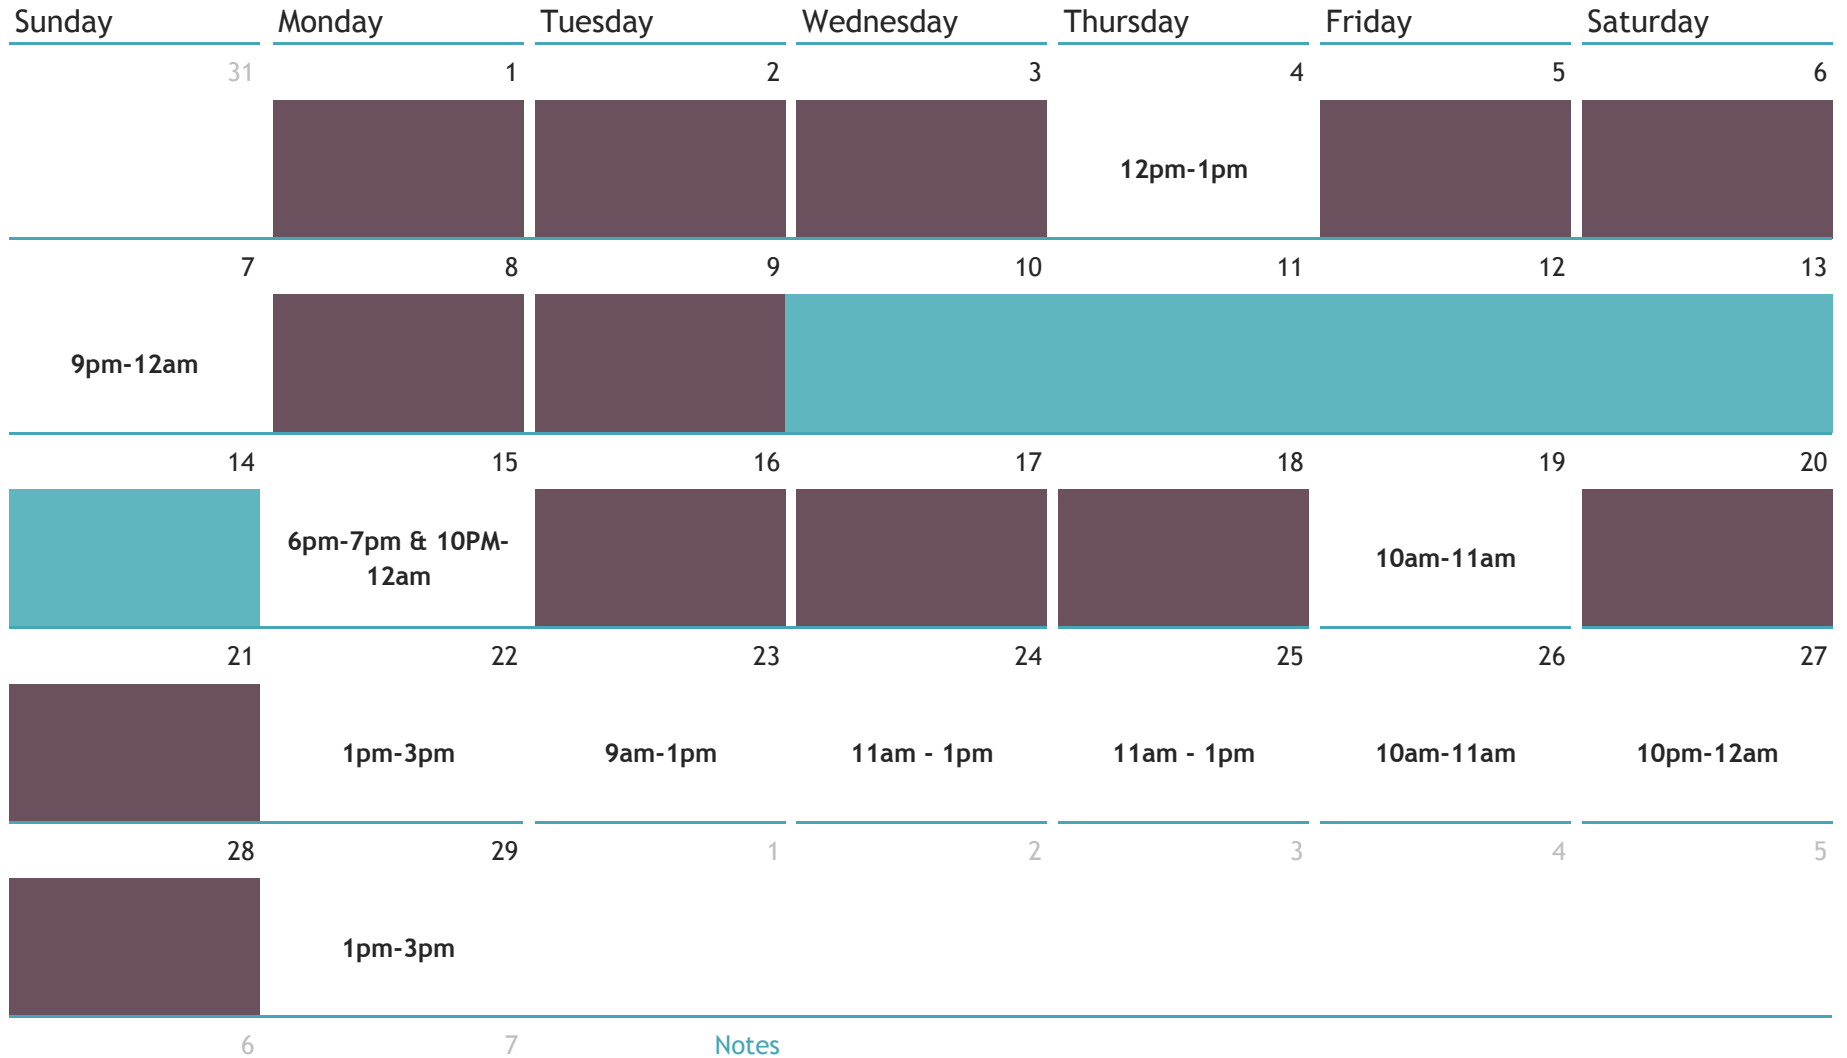 Sunday Monday Tuesday Wednesday Thursday Friday Saturday
31 1 2 3 4 5 6
12pm-1pm
7 8 9 10 11 12 13
9pm-12am
14 15 16 17 18 19 20
6pm-7pm & 10PM-
12am
10am-11am
21 22 23 24 25 26 27
1pm-3pm 9am-1pm 11am - 1pm 11am - 1pm 10am-11am 10pm-12am
28 29 1 2 3 4 5
1pm-3pm
6 7 Notes